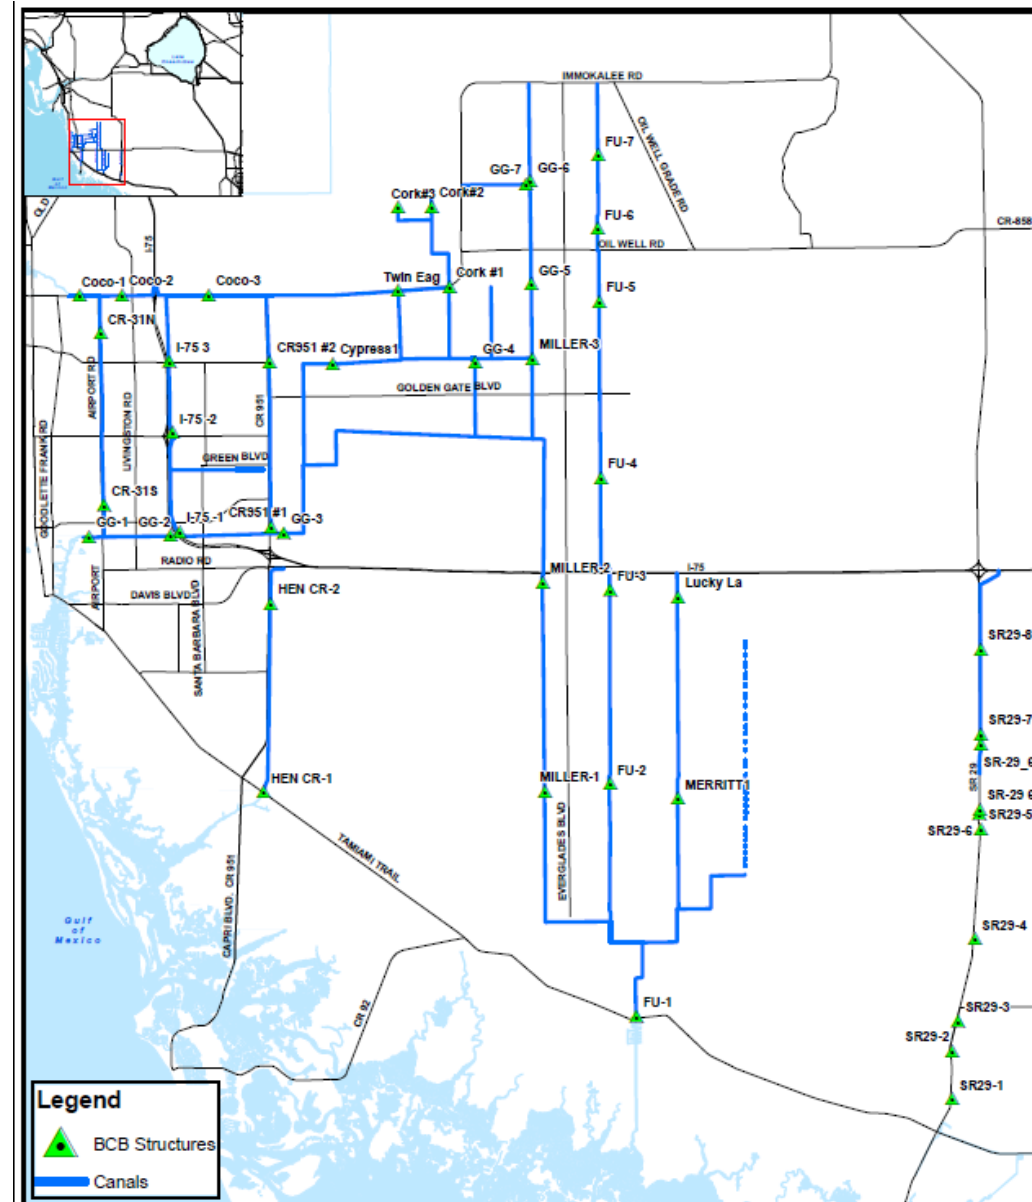 IMMOKALEE RD
OIL WELL GRADE RD
FU-7
GG-7
GG-6
Cork#3
Cork#2
FU-6
CR-858
I-75
OIL WELL RD
Coco-1
Coco-2
Coco-3
Twin Eag
Cork #1
GG-5
FU-5
CR-31N
I-75 3
CR951 #2
Cypress1
GG-4
MILLER-3
AIRPORT RD
LIVINGSTON RD
CR 951
GOLDEN GATE BLVD
GOODLETTE FRANK RD
I-75 -2
GREEN BLVD
FU-4
CR-31S
GG-1
GG-2
I-75 -1
CR951 #1
GG-3
RADIO RD
I-75
AIRPORT
DAVIS BLVD
SANTA BARBARA BLVD
HEN CR-2
MILLER-2
FU-3
Lucky La
SR29-8
SR29-7
SR-29_6
SR 29
HEN CR-1
MILLER-1
FU-2
MERRITT1
SR-29 6
SR29-5
SR29-6
EVERGLADES BLVD
TAMIAMI TRAIL
CAPRI BLVD. CR 951
Gulf
of
Mexico
SR29-4
CR 92
FU-1
SR29-3
SR29-2
SR29-1
Legend
BCB Structures
Canals